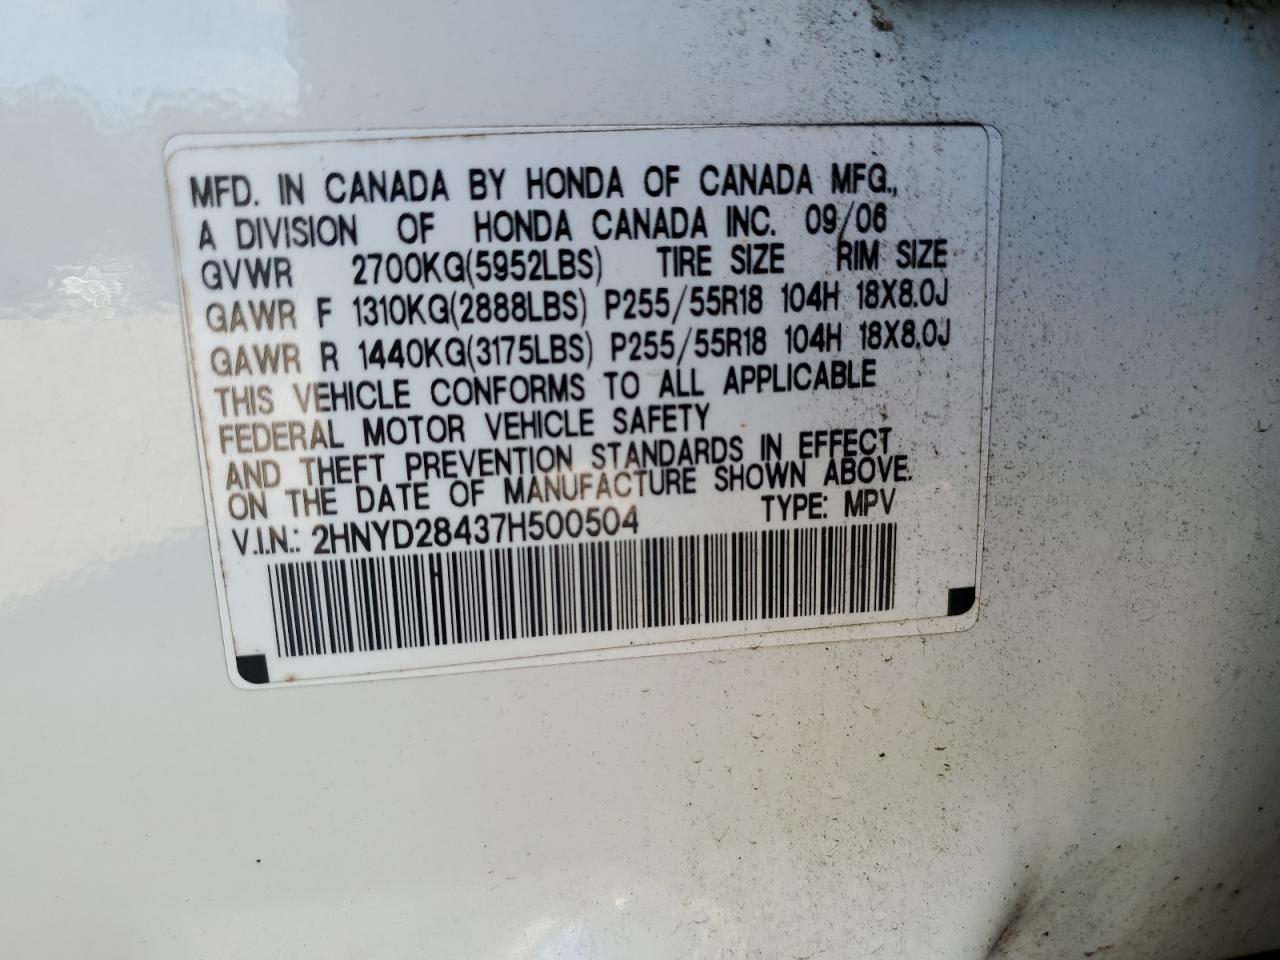 MFD. IN CANADA BY HONDA OF CANADA MFG.,
A DIVISION OF HONDA CANADA INC. 09/06
GVWR 2700KG(5952LBS) TIRE SIZE RIM SIZE
GAWR F 1310KG(2888LBS) P255/55R18 104H 18X8.0J
GAWR R 1440KG(3175LBS) P255/55R18 104H 18X8.0J
THIS VEHICLE CONFORMS TO ALL APPLICABLE
FEDERAL MOTOR VEHICLE SAFETY
AND THEFT PREVENTION STANDARDS IN EFFECT
ON THE DATE OF MANUFACTURE SHOWN ABOVE.
V.I.N.: 2HNYD28437H500504 TYPE: MPV